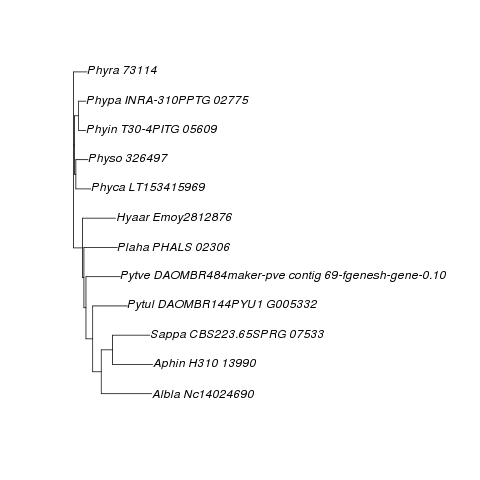 Phyra 73114
Phypa INRA-310PPTG 02775
Phyin T30-4PITG 05609
Physo 326497
Phyca LT153415969
Hyaar Emoy2812876
Plaha PHALS 02306
Pytve DAOMBR484maker-pve contig 69-fgenesh-gene-0.10
Pytul DAOMBR144PYU1 G005332
Sappa CBS223.65SPRG 07533
Aphin H310 13990
Albla Nc14024690